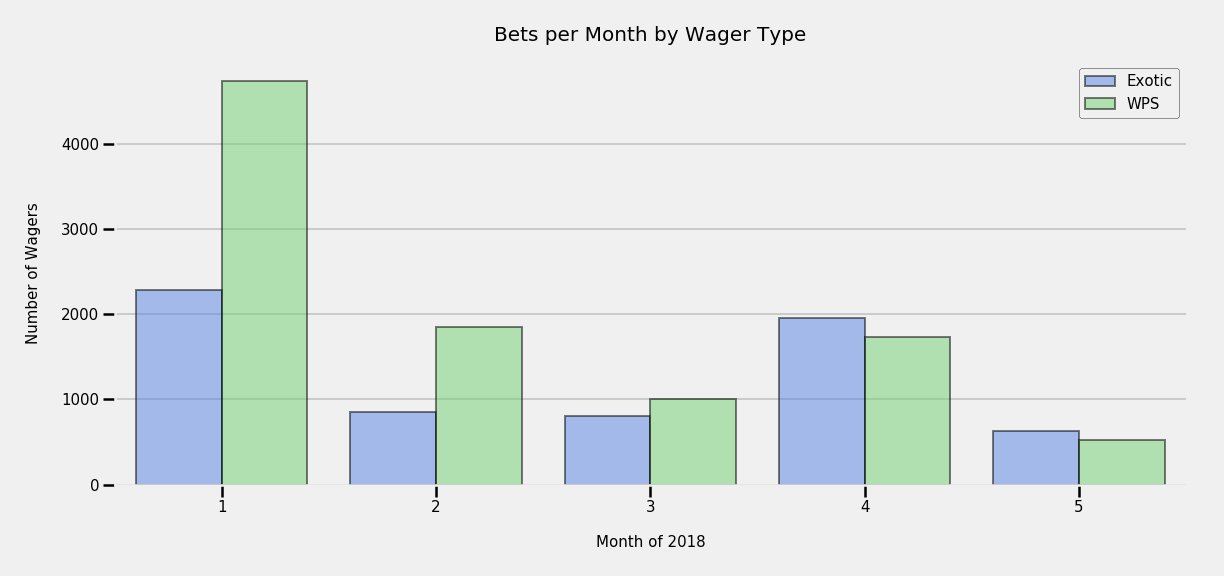 Bets per Month by Wager Type
Exotic
WPS
Number of Wagers
4000
3000
2000
1000
0
1 2 3 4 5
Month of 2018